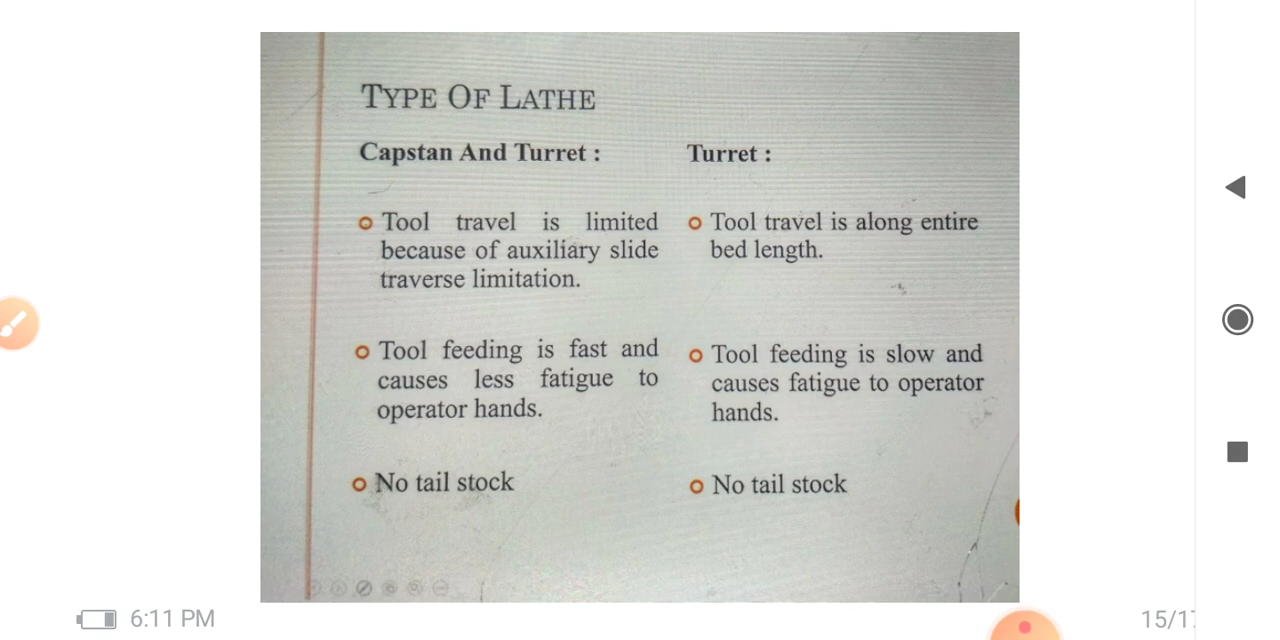 TYPE OF LATHE
Capstan And Turret :
Tool travel is limited
because of auxiliary slide
traverse limitation.
Tool feeding is fast and
causes less fatigue to
operator hands.
No tail stock
Turret :
Tool travel is along entire
bed length.
Tool feeding is slow and
causes fatigue to operator
hands.
No tail stock
6:11 PM
15/17